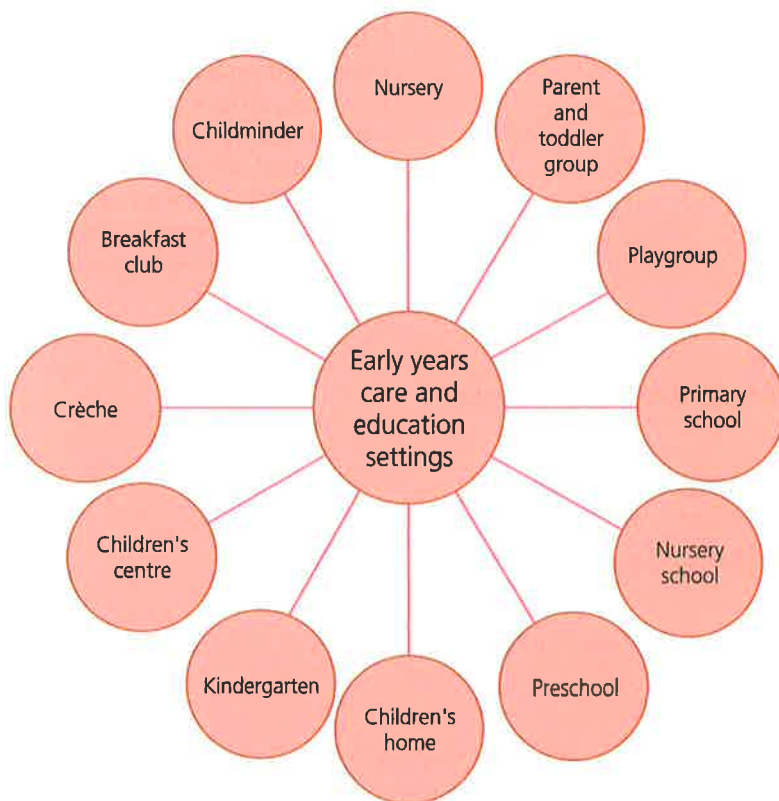 Nursery
Parent
and
toddler
group
Playgroup
Primary
school
Nursery
school
Preschool
Children's
home
Kindergarten
Children's
centre
Crèche
Breakfast
club
Childminder
Early years
care and
education
settings